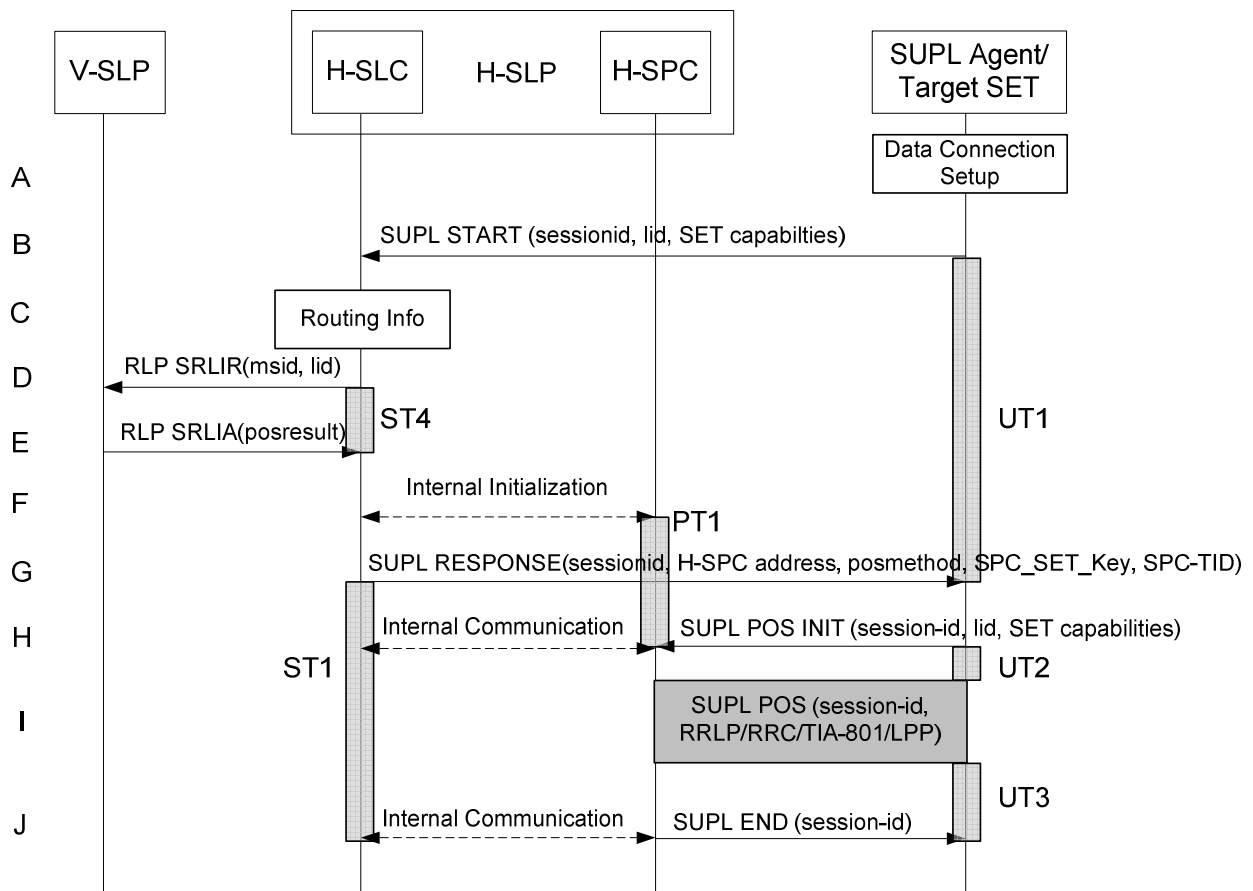 V-SLP
H-SLC
H-SLP
H-SPC
SUPL Agent/
Target SET
Data Connection
Setup
A
SUPL START (sessionid, lid, SET capabilties)
B
C
Routing Info
RLP SRLIR(msid, lid)
D
ST4
UT1
RLP SRLIA(posresult)
E
Internal Initialization
F
PT1
SUPL RESPONSE(sessionid, H-SPC address, posmethod, SPC_SET_Key, SPC-TID)
G
Internal Communication
SUPL POS INIT (session-id, lid, SET capabilities)
H
ST1
UT2
SUPL POS (session-id,
RRLP/RRC/TIA-801/LPP)
I
UT3
Internal Communication
SUPL END (session-id)
J